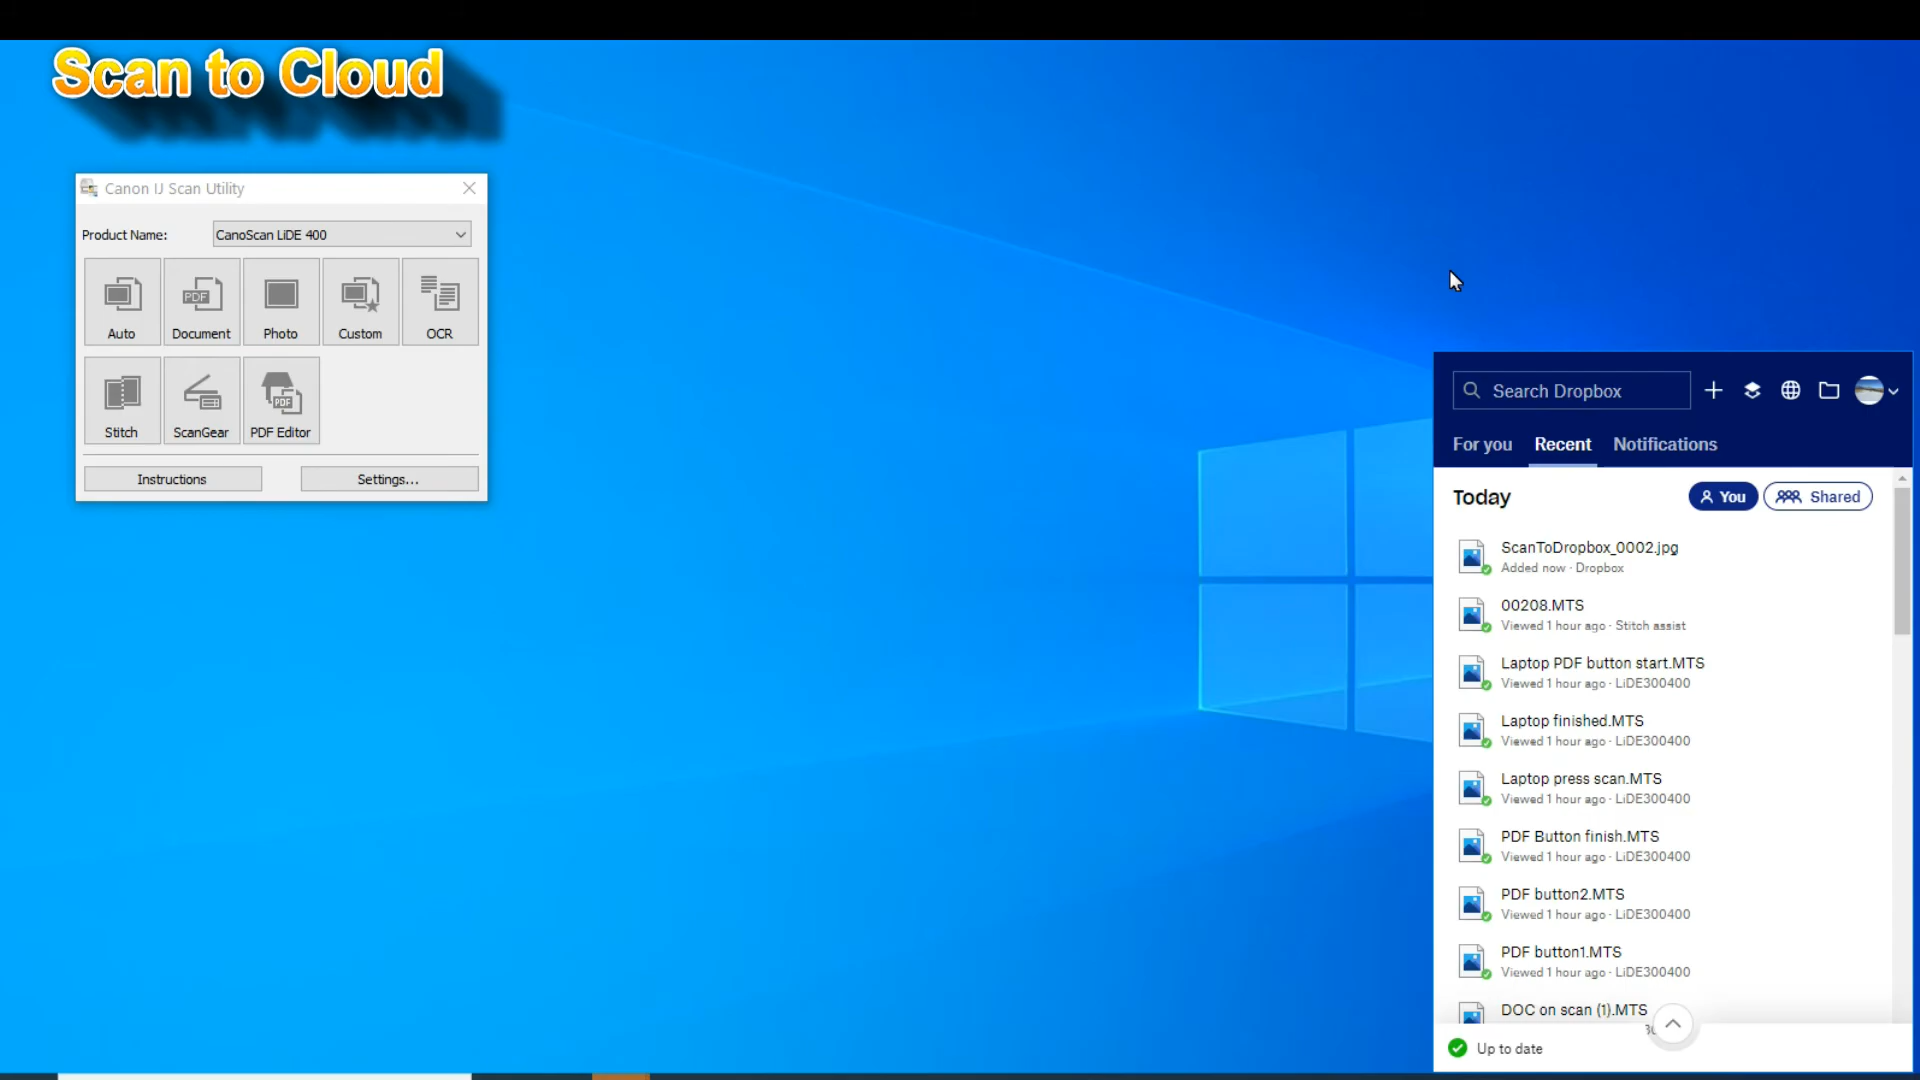 Scan to Cloud
Canon IJ Scan Utility
Product Name: CanoScan LiDE 400
Auto Document Photo Custom OCR
Stitch ScanGear PDF Editor
Instructions Settings...
Search Dropbox
For you Recent Notifications
Today You Shared
ScanToDropbox_0002.jpg
Added now · Dropbox
00208.MTS
Viewed 1 hour ago · Stitch assist
Laptop PDF button start.MTS
Viewed 1 hour ago · LiDE300400
Laptop finished.MTS
Viewed 1 hour ago · LiDE300400
Laptop press scan.MTS
Viewed 1 hour ago · LiDE300400
PDF Button finish.MTS
Viewed 1 hour ago · LiDE300400
PDF button2.MTS
Viewed 1 hour ago · LiDE300400
PDF button1.MTS
Viewed 1 hour ago · LiDE300400
DOC on scan (1).MTS
Up to date